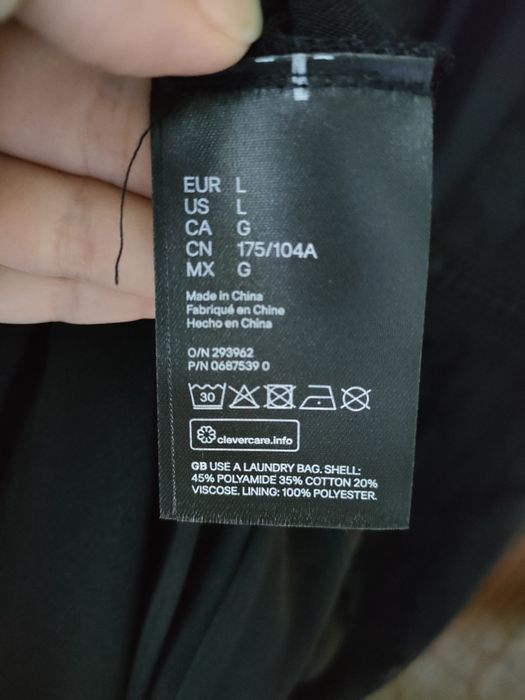 EUR L
US L
CA G
CN 175/104A
MX G
Made in China
Fabriqué en Chine
Hecho en China
O/N 293962
P/N 0687539 0
30
clevercare.info
GB USE A LAUNDRY BAG. SHELL:
45% POLYAMIDE 35% COTTON 20%
VISCOSE. LINING: 100% POLYESTER.